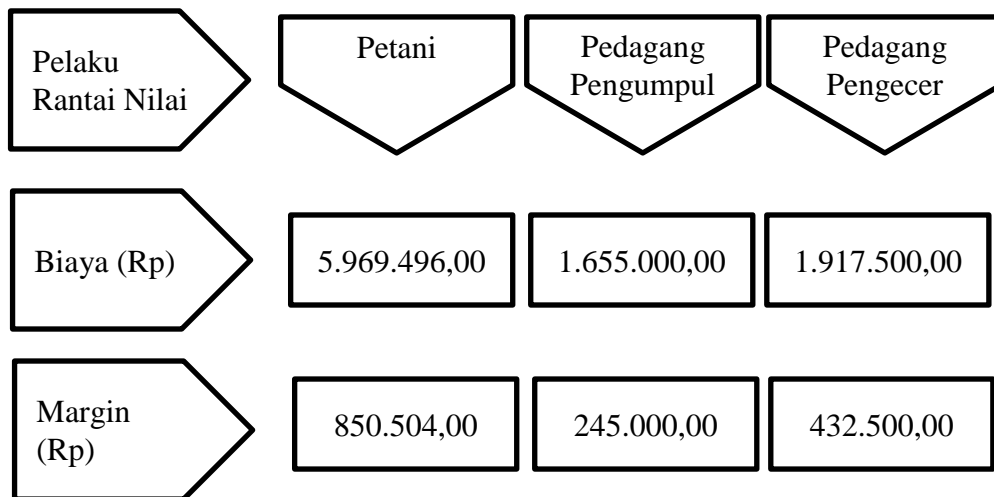 Pelaku
Rantai Nilai
Petani
Pedagang
Pengumpul
Pedagang
Pengecer
Biaya (Rp)
5.969.496,00
1.655.000,00
1.917.500,00
Margin
(Rp)
850.504,00
245.000,00
432.500,00